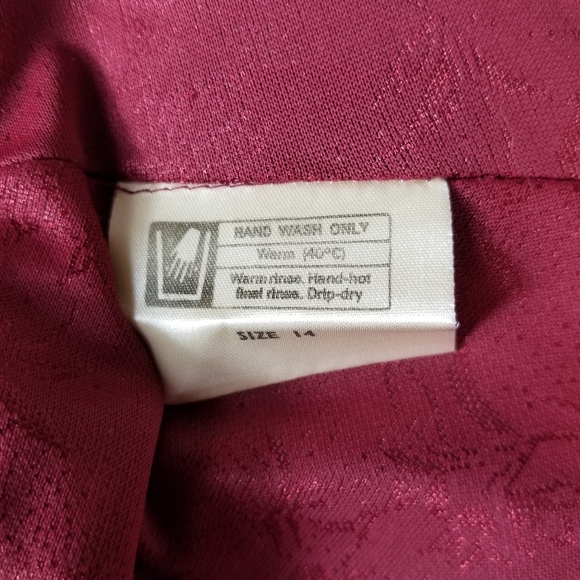 HAND WASH ONLY
Warm (40°C)
Warm rinse. Hand-hot
final rinse. Drip-dry
SIZE 14